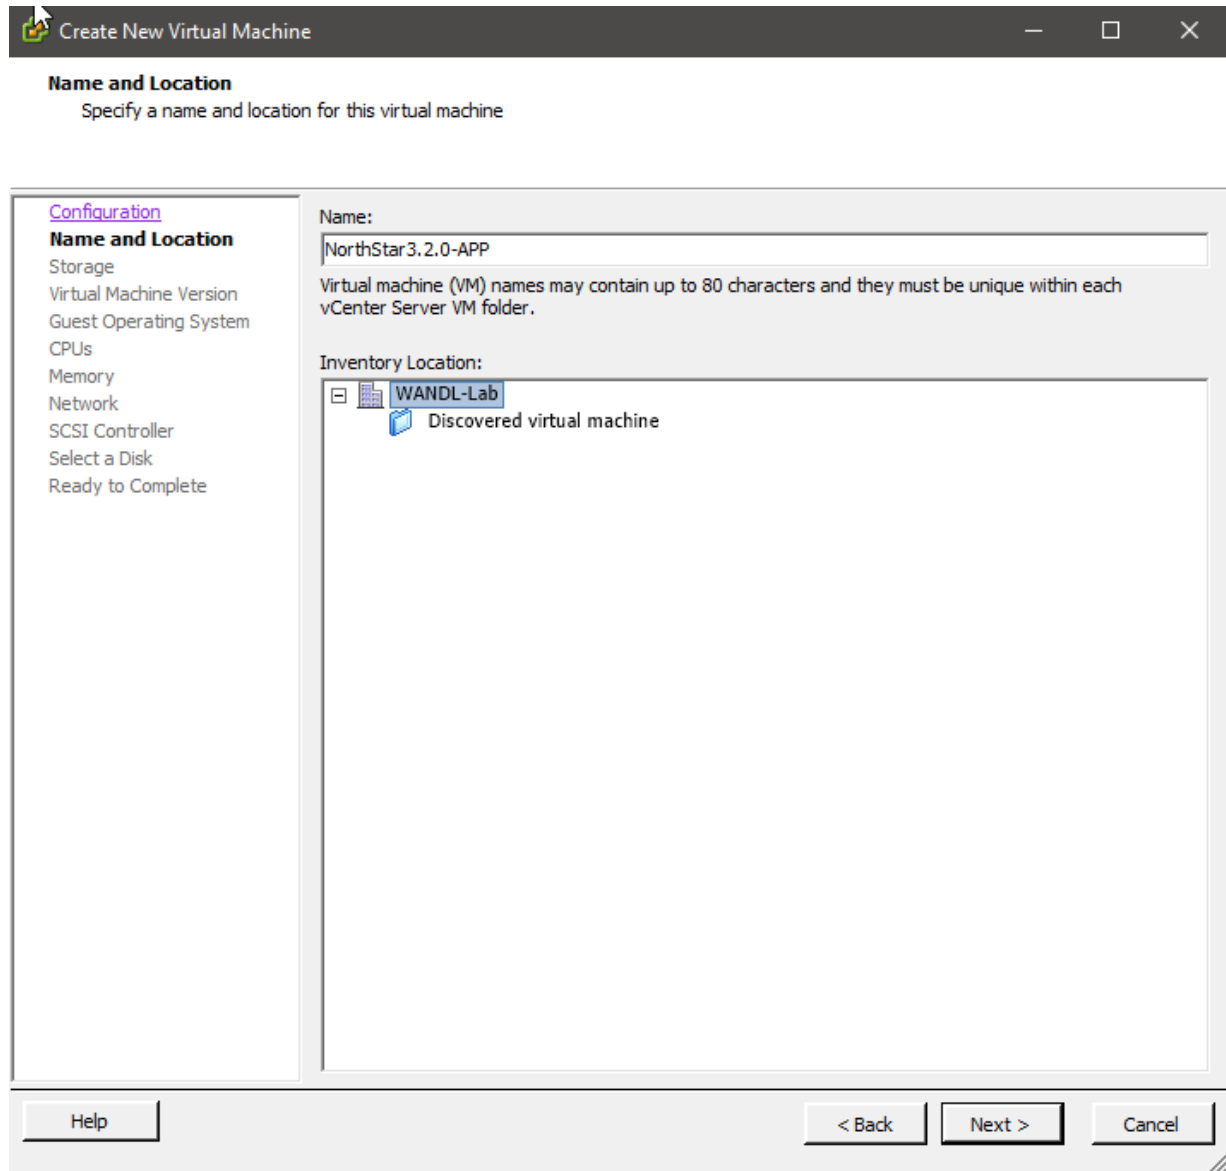 Create New Virtual Machine
Name and Location
Specify a name and location for this virtual machine
Configuration
Name and Location
Storage
Virtual Machine Version
Guest Operating System
CPUs
Memory
Network
SCSI Controller
Select a Disk
Ready to Complete
Name:
NorthStar3.2.0-APP
Virtual machine (VM) names may contain up to 80 characters and they must be unique within each
vCenter Server VM folder.
Inventory Location:
WANDL-Lab
Discovered virtual machine
Help
< Back
Next >
Cancel